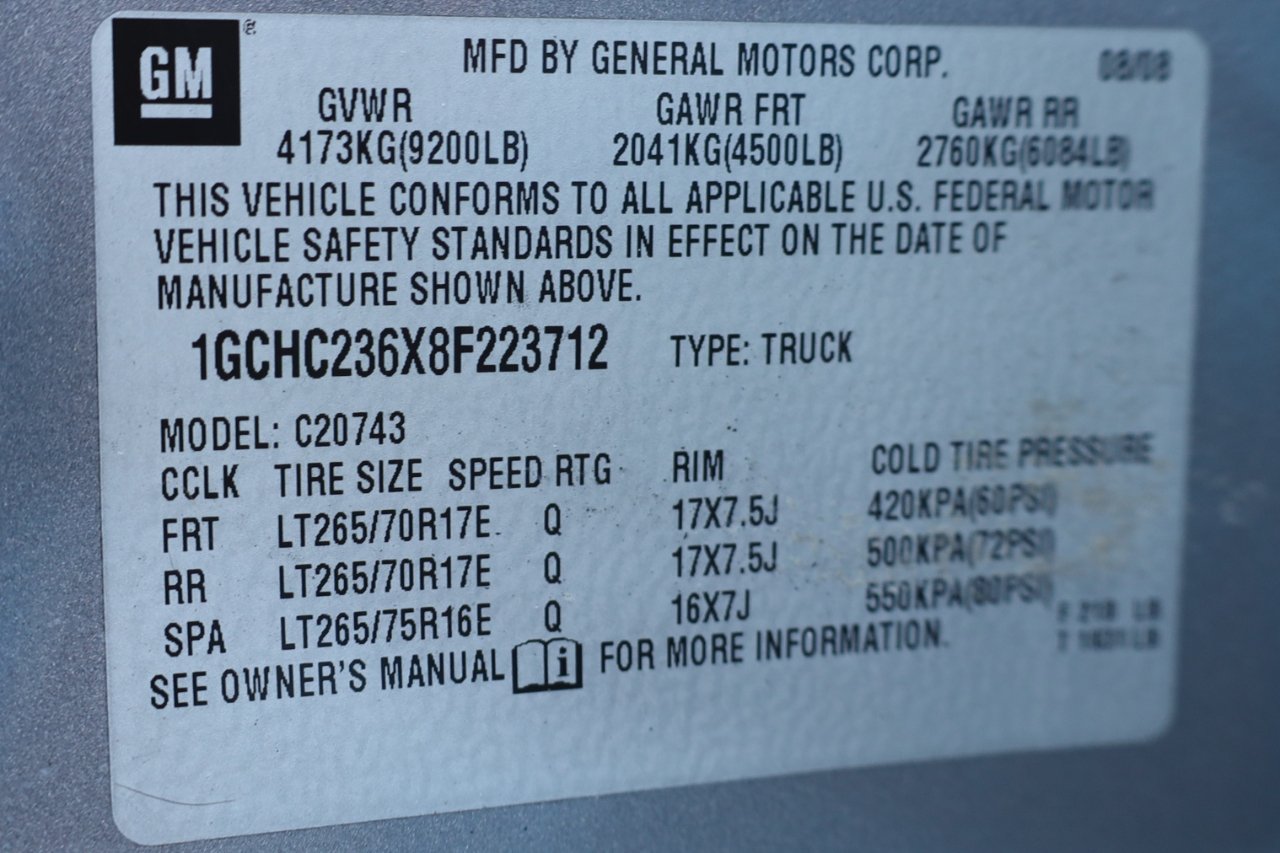 GM
MFD BY GENERAL MOTORS CORP. 08/08
GVWR GAWR FRT GAWR RR
4173KG(9200LB) 2041KG(4500LB) 2760KG(6084LB)
THIS VEHICLE CONFORMS TO ALL APPLICABLE U.S. FEDERAL MOTOR
VEHICLE SAFETY STANDARDS IN EFFECT ON THE DATE OF
MANUFACTURE SHOWN ABOVE.
1GCHC236X8F223712 TYPE: TRUCK
MODEL: C20743
CCLK TIRE SIZE SPEED RTG RIM COLD TIRE PRESSURE
FRT LT265/70R17E Q 17X7.5J 420KPA(60PSI)
RR LT265/70R17E Q 17X7.5J 500KPA(72PSI)
SPA LT265/75R16E Q 16X7J 550KPA(80PSI)
SEE OWNER'S MANUAL i FOR MORE INFORMATION.
LB
LB